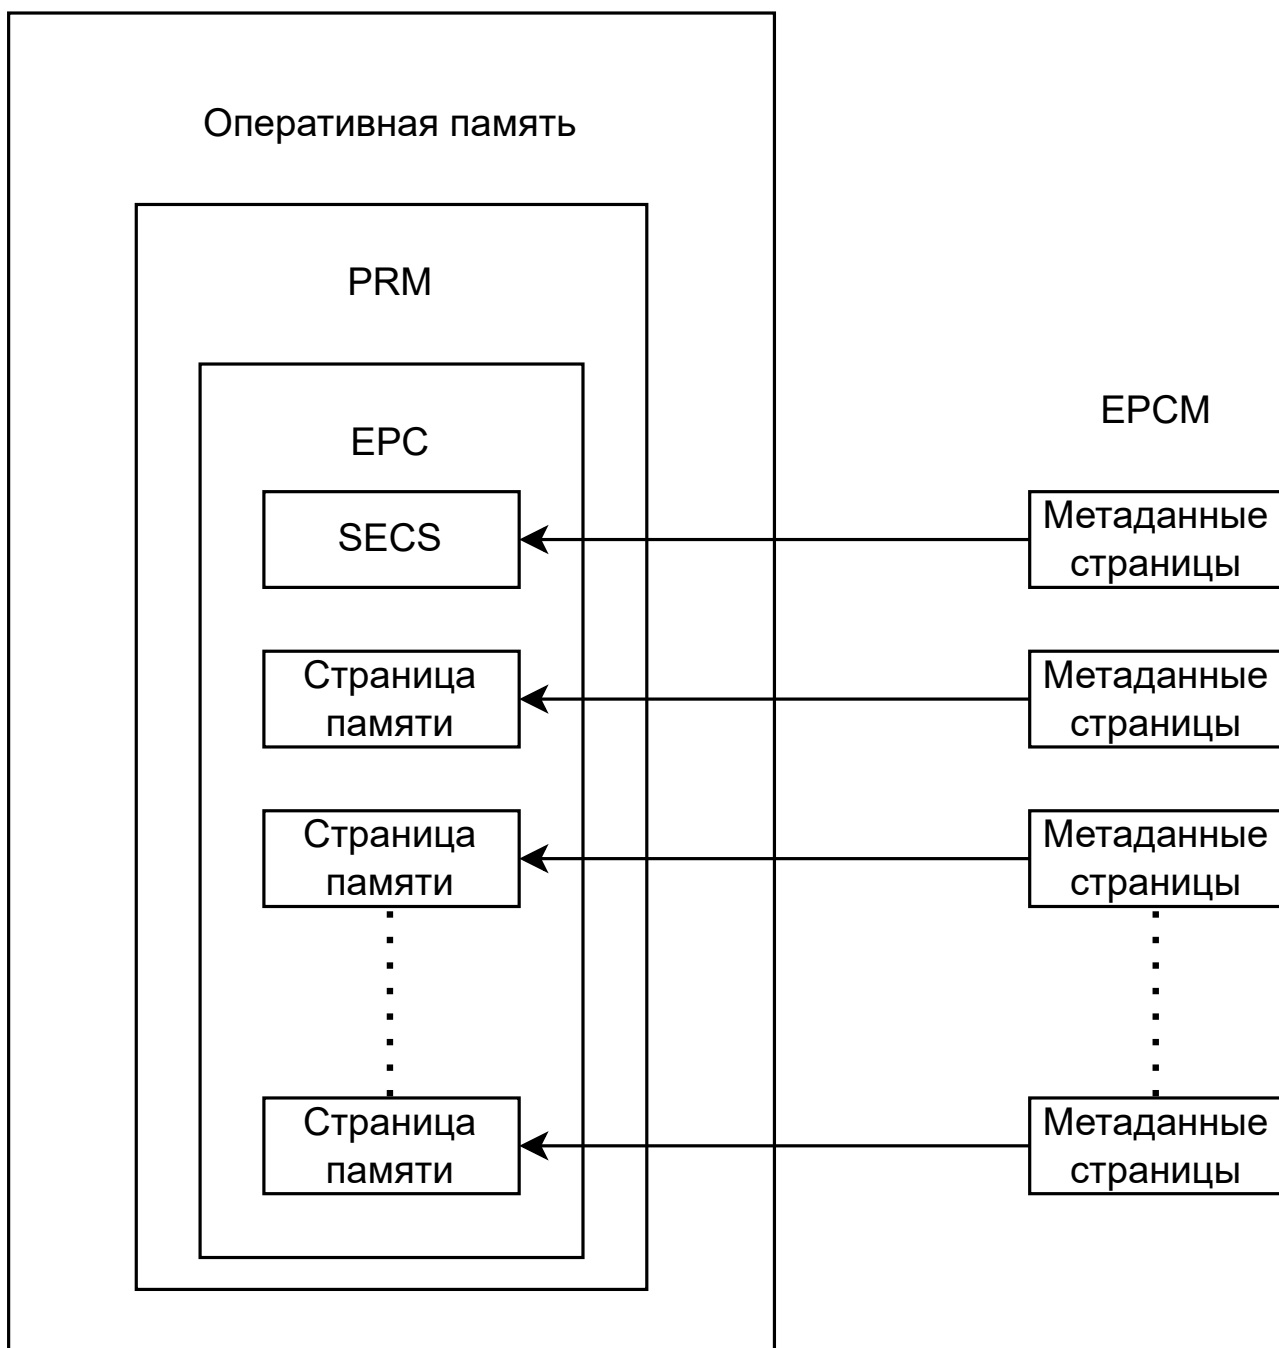 Оперативная память
PRM
EPC
EPCM
SECS
Метаданные
страницы
Страница
памяти
Метаданные
страницы
Страница
памяти
Метаданные
страницы
Страница
памяти
Метаданные
страницы